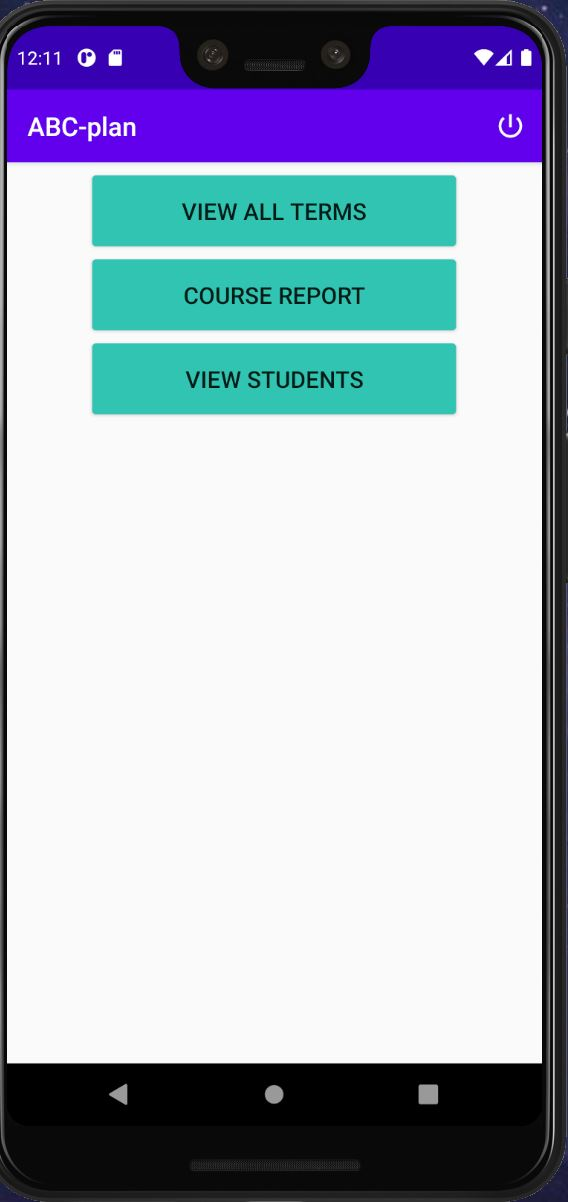 12:11
ABC-plan
VIEW ALL TERMS
COURSE REPORT
VIEW STUDENTS